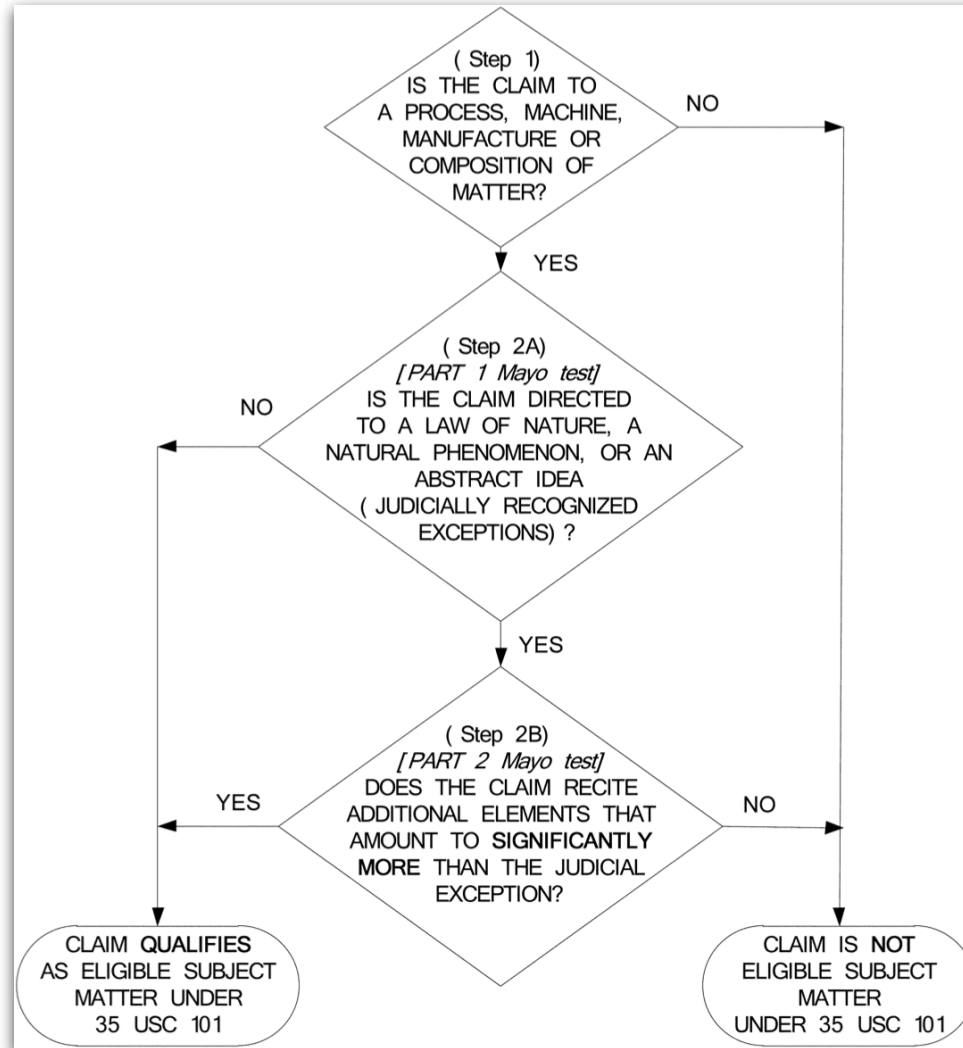 ( Step 1)
IS THE CLAIM TO
A PROCESS, MACHINE,
MANUFACTURE OR
COMPOSITION OF
MATTER?
NO
YES
( Step 2A)
[PART 1 Mayo test]
IS THE CLAIM DIRECTED
TO A LAW OF NATURE, A
NATURAL PHENOMENON, OR AN
ABSTRACT IDEA
( JUDICIALLY RECOGNIZED
EXCEPTIONS) ?
NO
YES
( Step 2B)
[PART 2 Mayo test]
DOES THE CLAIM RECITE
ADDITIONAL ELEMENTS THAT
AMOUNT TO SIGNIFICANTLY
MORE THAN THE JUDICIAL
EXCEPTION?
YES
NO
CLAIM QUALIFIES
AS ELIGIBLE SUBJECT
MATTER UNDER
35 USC 101
CLAIM IS NOT
ELIGIBLE SUBJECT
MATTER
UNDER 35 USC 101